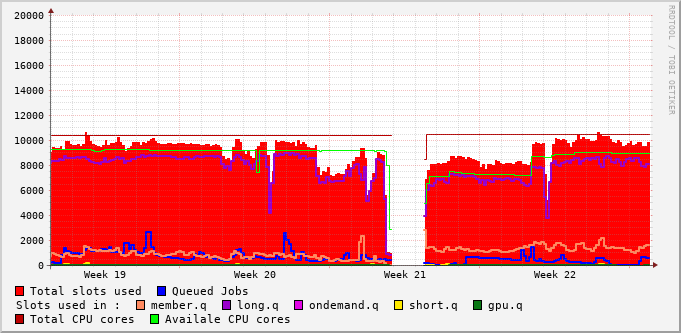 RRDTOOL / TOBI OETIKER
20000
18000
16000
14000
12000
10000
8000
6000
4000
2000
0
Week 19 Week 20 Week 21 Week 22
Total slots used Queued Jobs
Slots used in : member.q long.q ondemand.q short.q gpu.q
Total CPU cores Availale CPU cores